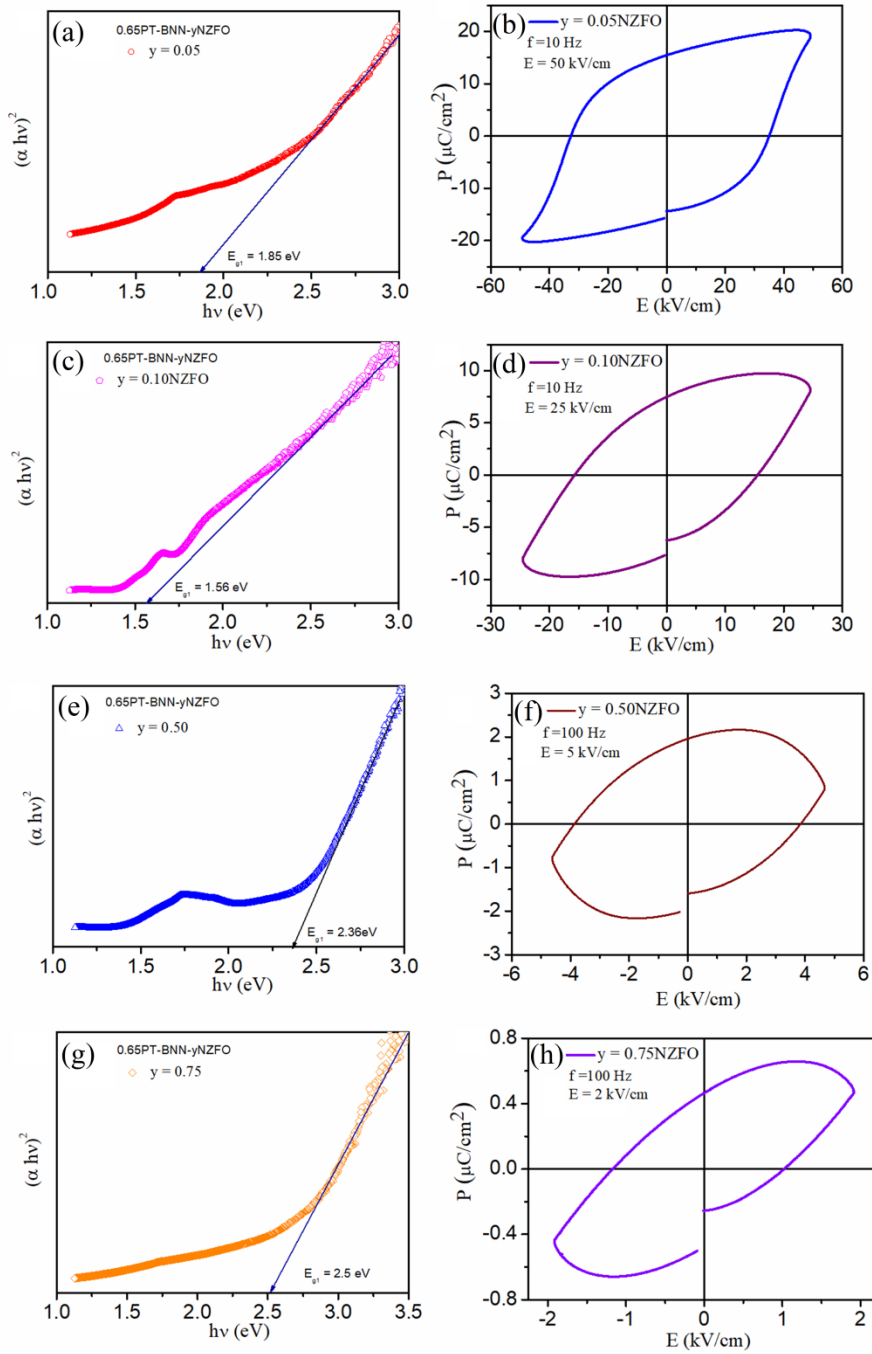 (a)
0.65PT-BNN-yNZFO
y = 0.05
(α hν)²
E_g1 = 1.85 eV
1.0 1.5 2.0 2.5 3.0
hν (eV)
(b)
y = 0.05NZFO
f =10 Hz
E = 50 kV/cm
P (μC/cm²)
20
10
0
-10
-20
-60 -40 -20 0 20 40 60
E (kV/cm)
(c)
0.65PT-BNN-yNZFO
y = 0.10NZFO
(α hν)²
E_g1 = 1.56 eV
1.0 1.5 2.0 2.5 3.0
hν (eV)
(d)
y = 0.10NZFO
f =10 Hz
E = 25 kV/cm
P (μC/cm²)
10
5
0
-5
-10
-30 -20 -10 0 10 20 30
E (kV/cm)
(e)
0.65PT-BNN-yNZFO
y = 0.50
(α hν)²
E_g1 = 2.36eV
1.0 1.5 2.0 2.5 3.0
hν (eV)
(f)
y = 0.50NZFO
f =100 Hz
E = 5 kV/cm
P (μC/cm²)
3
2
1
0
-1
-2
-3
-6 -4 -2 0 2 4 6
E (kV/cm)
(g)
0.65PT-BNN-yNZFO
y = 0.75
(α hν)²
E_g1 = 2.5 eV
1.0 1.5 2.0 2.5 3.0 3.5
hν (eV)
(h)
y = 0.75NZFO
f =100 Hz
E = 2 kV/cm
P (μC/cm²)
0.8
0.4
0.0
-0.4
-0.8
-2 -1 0 1 2
E (kV/cm)